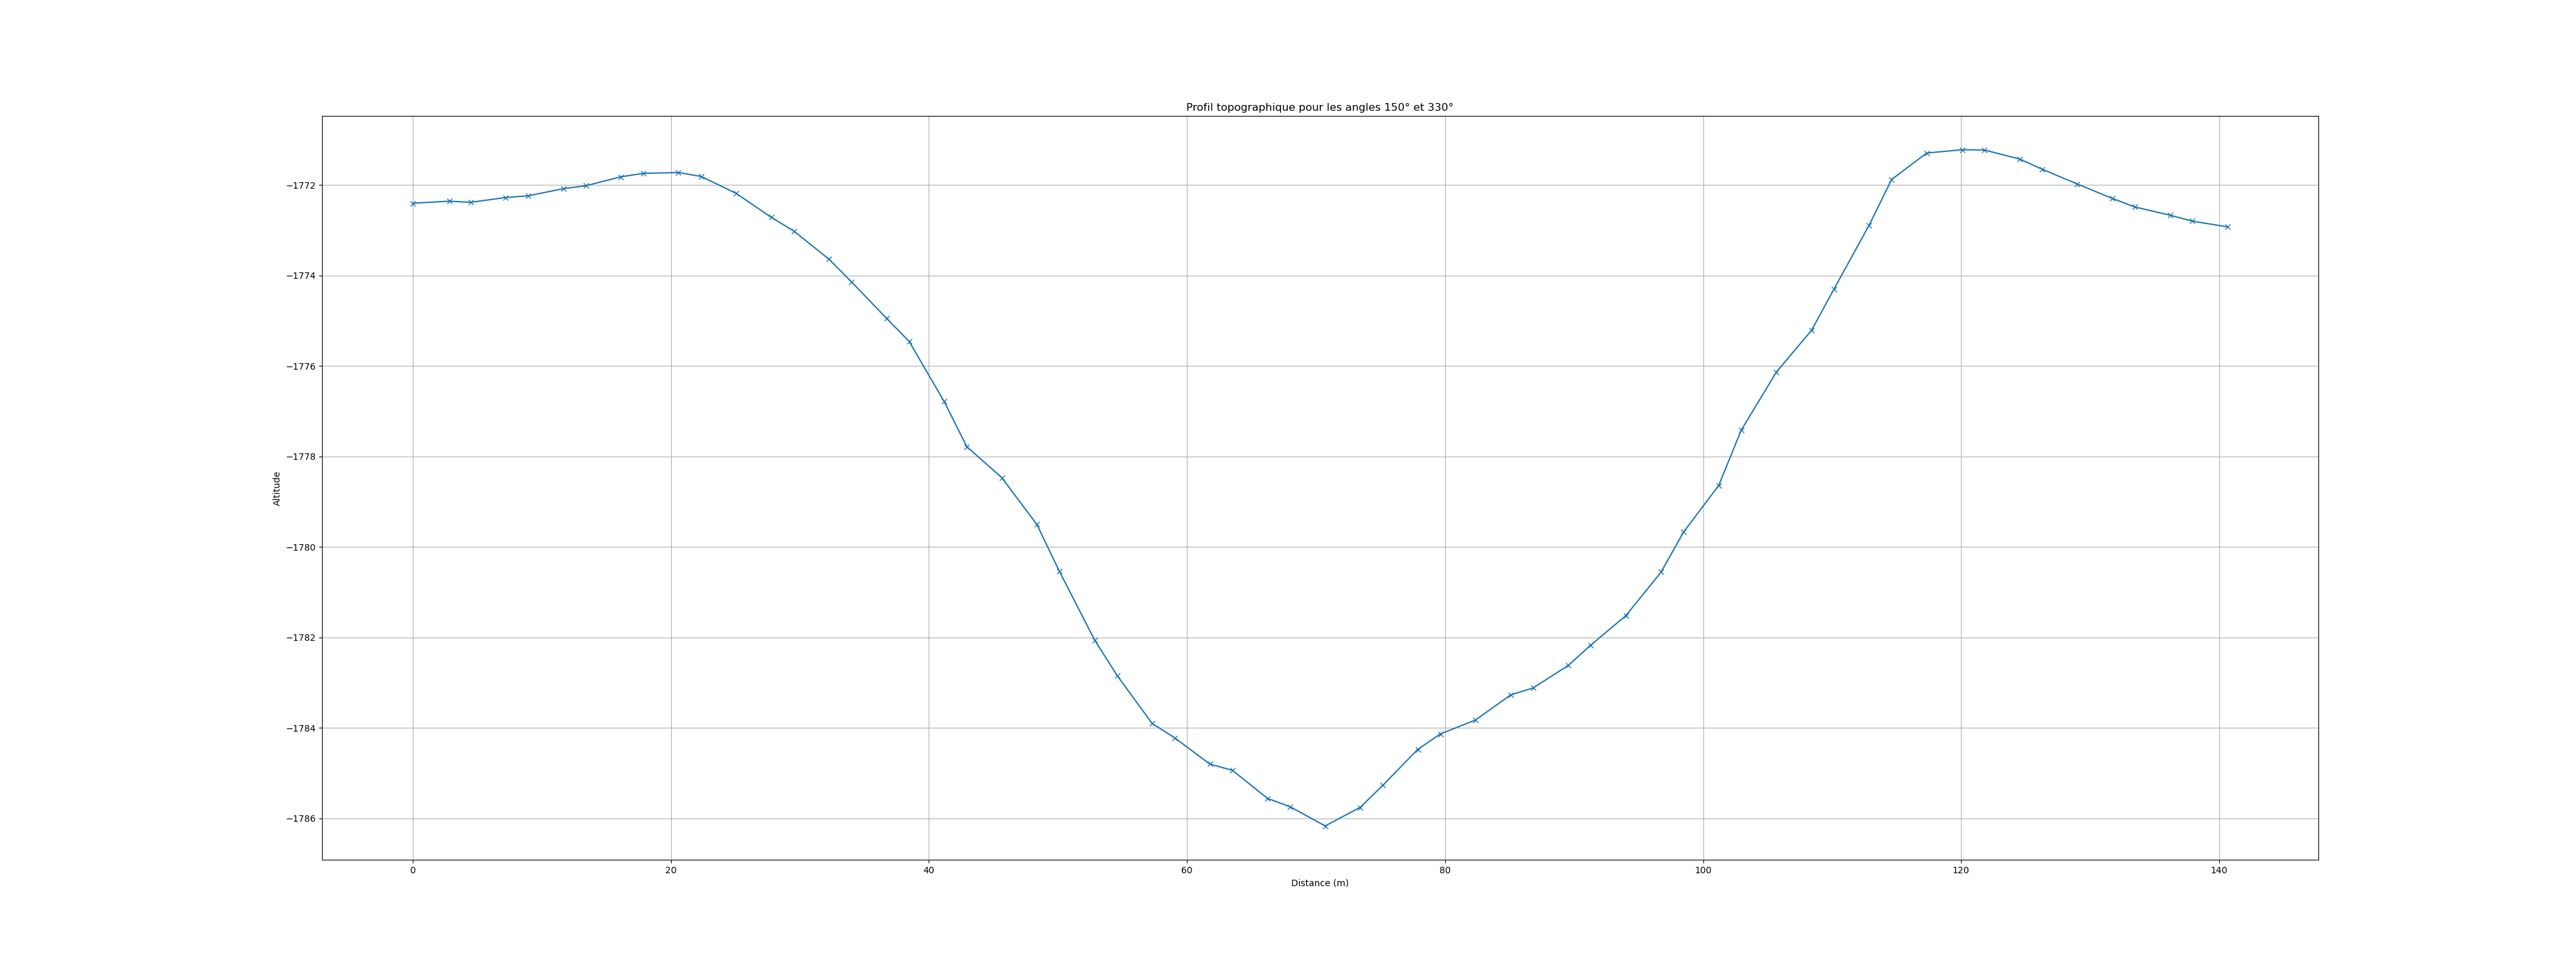 Profil topographique pour les angles 150° et 330°
Altitude
−1772
−1774
−1776
−1778
−1780
−1782
−1784
−1786
0 20 40 60 80 100 120 140
Distance (m)